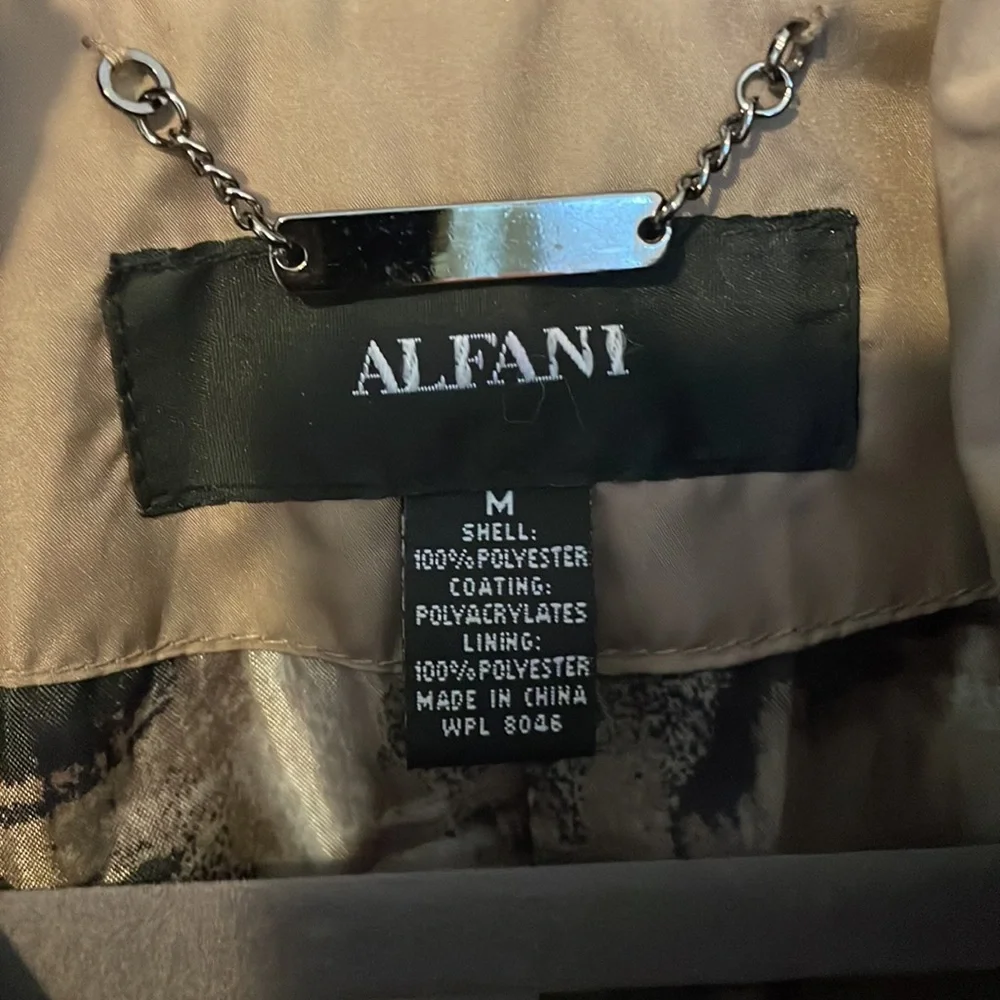 ALFANI
M
SHELL:
100% POLYESTER
COATING:
POLYACRYLATES
LINING:
100% POLYESTER
MADE IN CHINA
WPL 8046